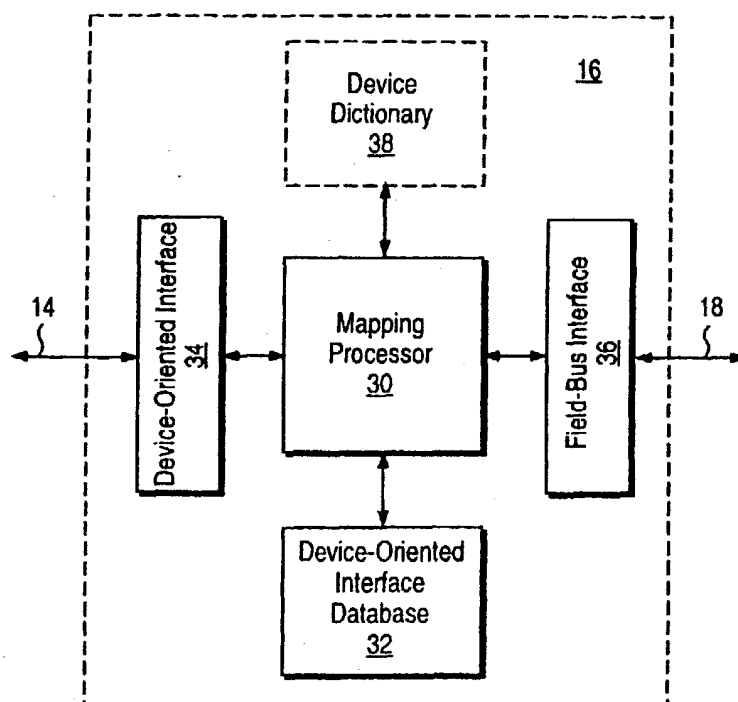 16
Device
Dictionary
38
14
Device-Oriented Interface
34
Mapping
Processor
30
Field-Bus Interface
36
18
Device-Oriented
Interface
Database
32